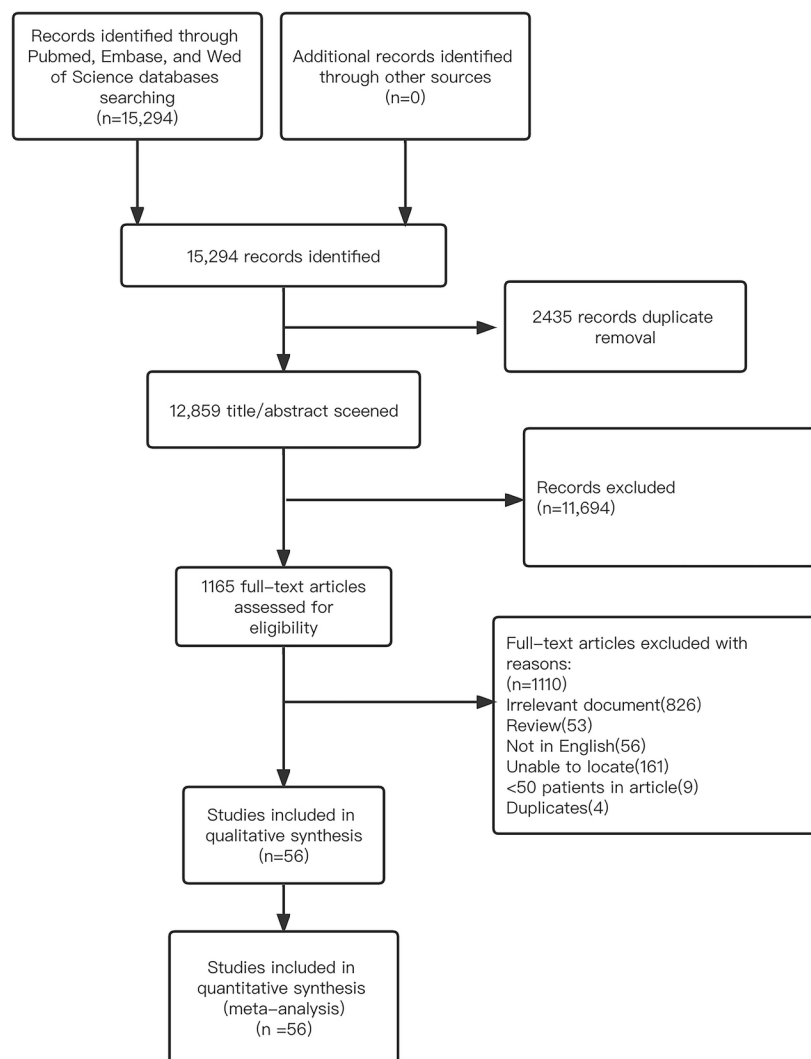 Records identified through
Pubmed, Embase, and Wed
of Science databases
searching
(n=15,294)
Additional records identified
through other sources
(n=0)
15,294 records identified
2435 records duplicate
removal
12,859 title/abstract sceened
Records excluded
(n=11,694)
1165 full-text articles
assessed for
eligibility
Full-text articles excluded with
reasons:
(n=1110)
Irrelevant document(826)
Review(53)
Not in English(56)
Unable to locate(161)
<50 patients in article(9)
Duplicates(4)
Studies included in
qualitative synthesis
(n=56)
Studies included in
quantitative synthesis
(meta-analysis)
(n =56)